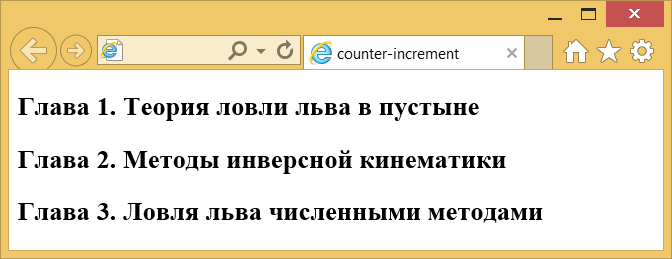 counter-increment
Глава 1. Теория ловли льва в пустыне
Глава 2. Методы инверсной кинематики
Глава 3. Ловля льва численными методами